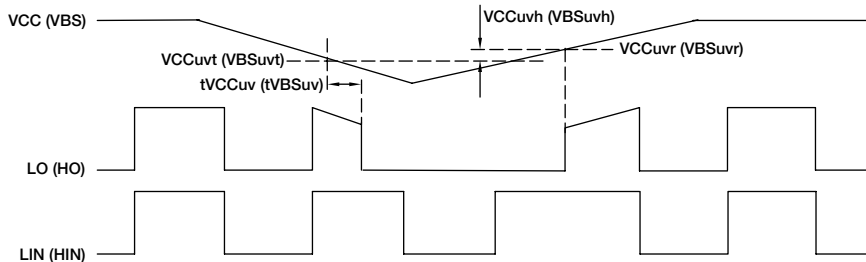 VCC (VBS)
VCCuvh (VBSuvh)
VCCuvt (VBSuvt)
VCCuvr (VBSuvr)
tVCCuv (tVBSuv)
LO (HO)
LIN (HIN)